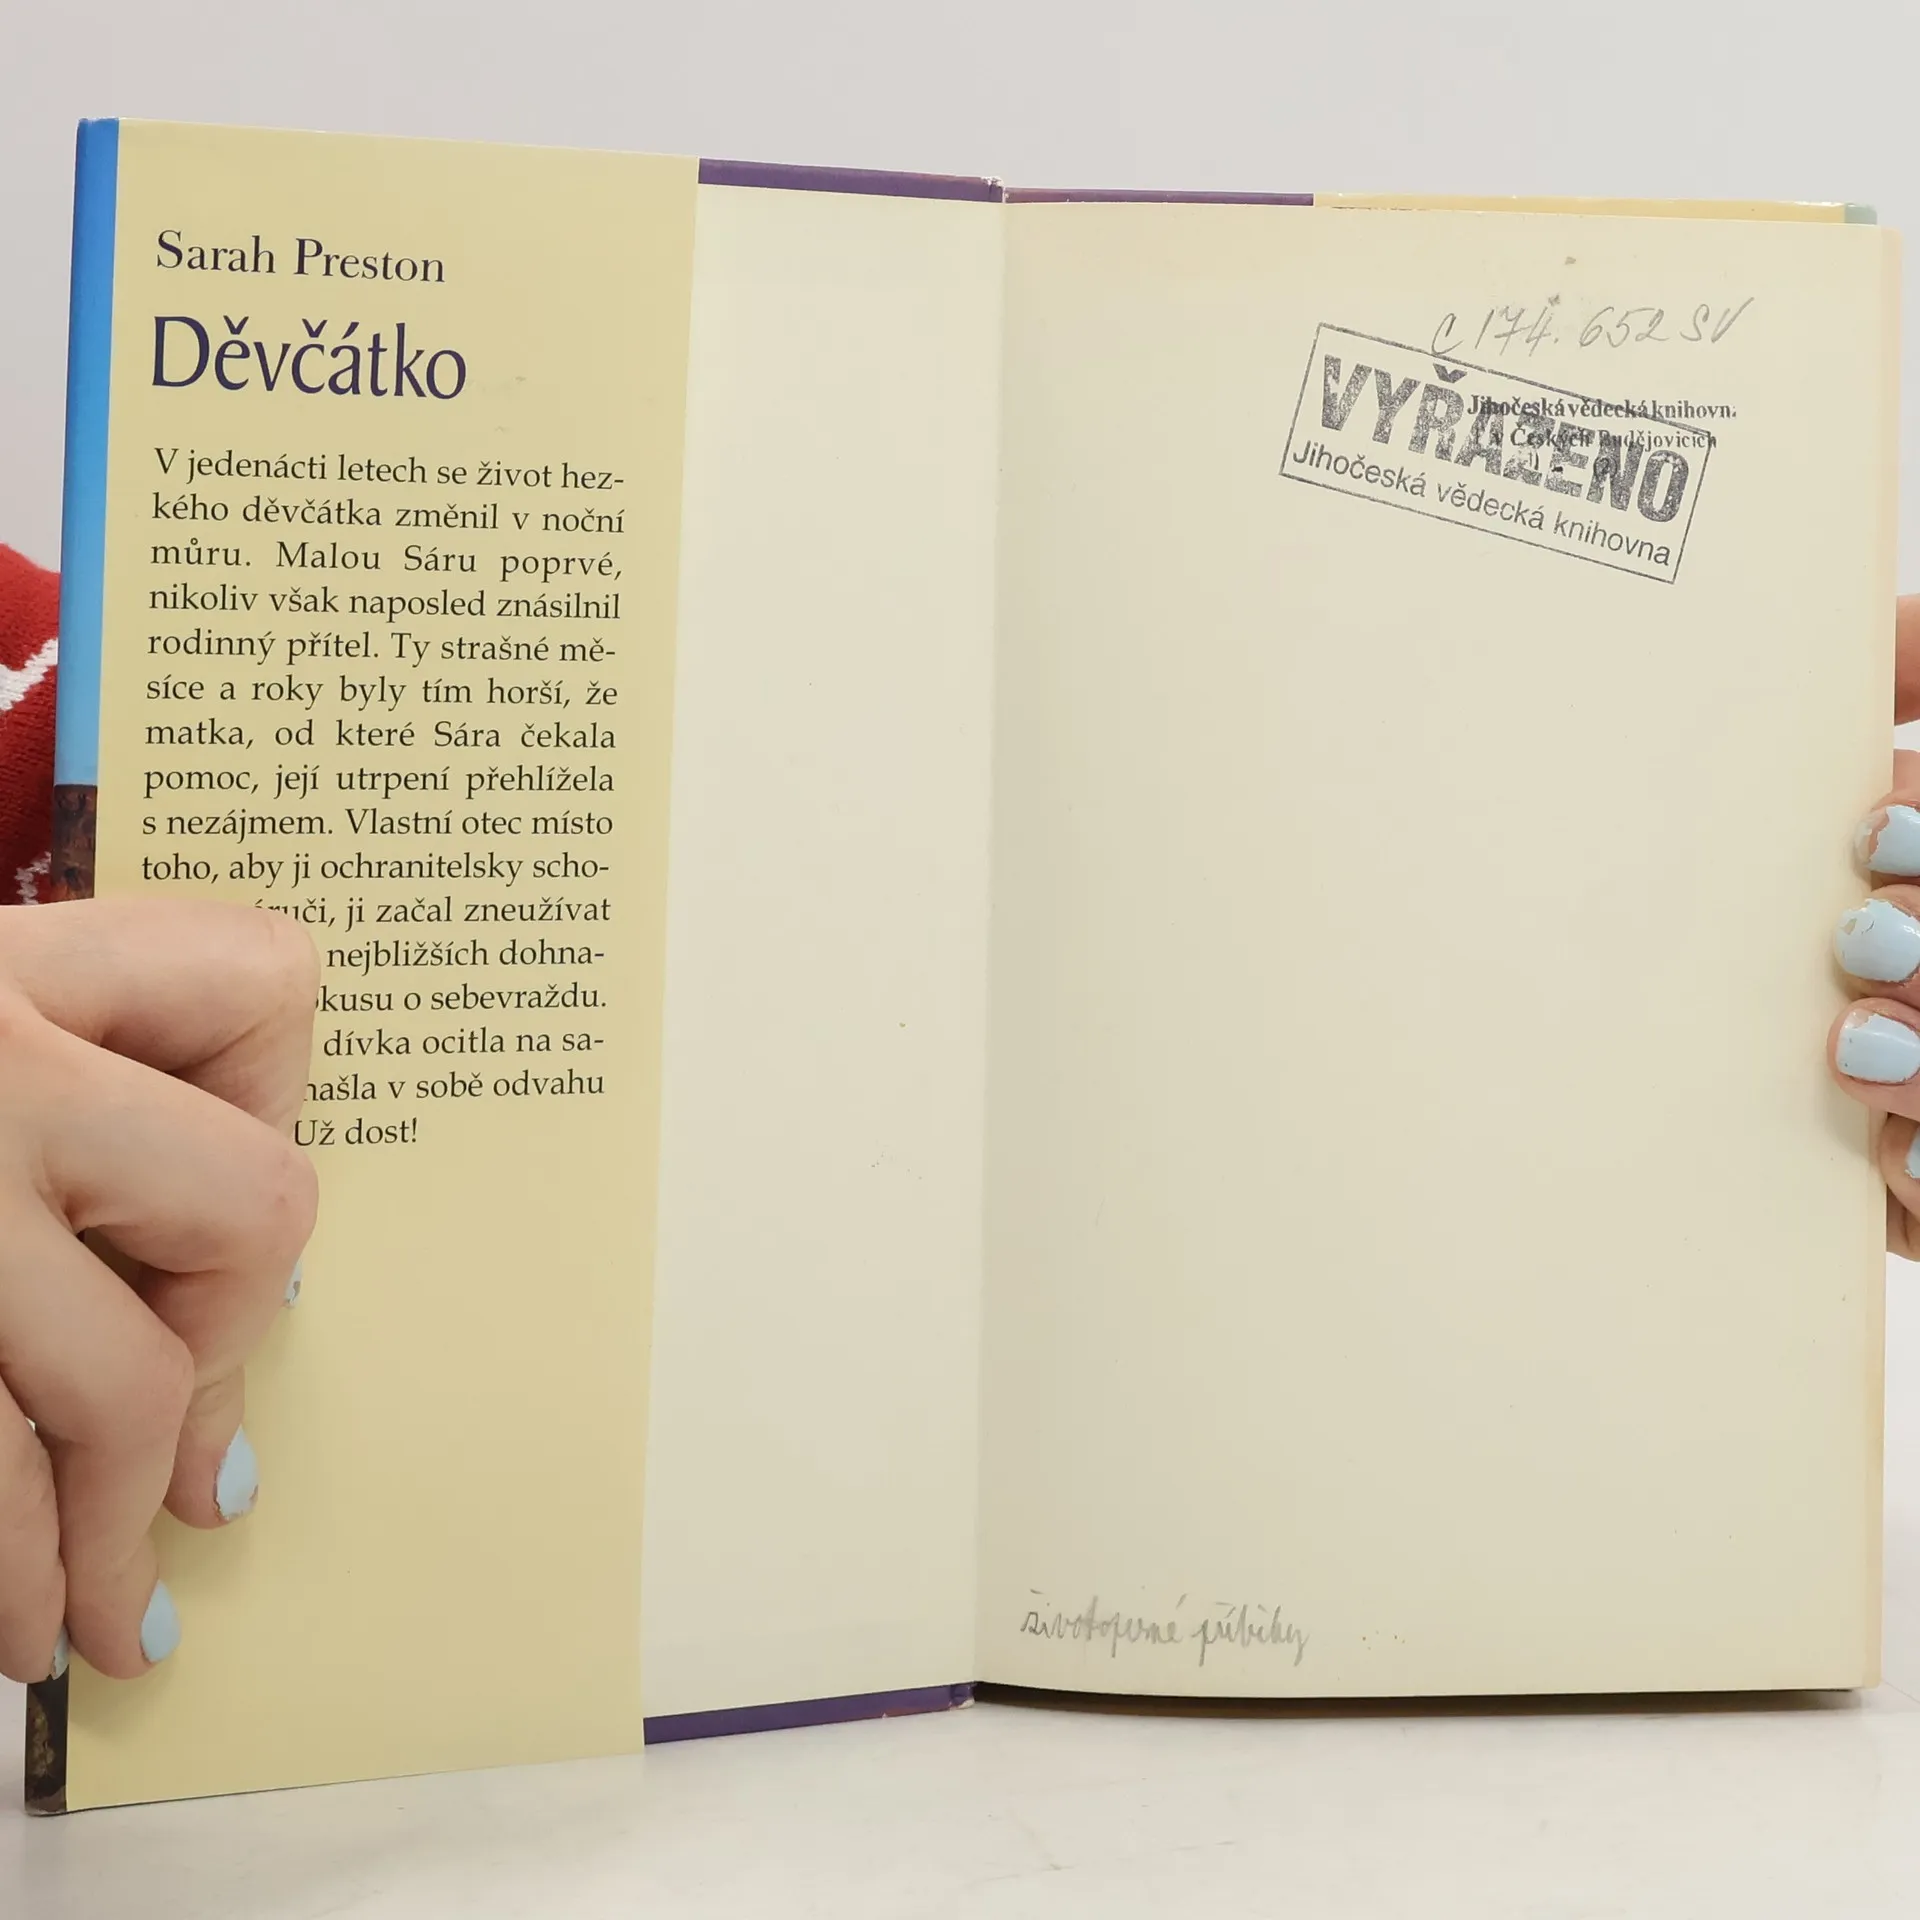 Sarah Preston
Děvčátko
V jedenácti letech se život hez-
kého děvčátka změnil v noční
můru. Malou Sáru poprvé,
nikoliv však naposled znásilnil
rodinný přítel. Ty strašné mě-
síce a roky byly tím horší, že
matka, od které Sára čekala
pomoc, její utrpení přehlížela
s nezájmem. Vlastní otec místo
toho, aby ji ochranitelsky scho-
ji začal zneužívat
nejbližších dohna-
o sebevraždu.
dívka ocitla na sa-
v sobě odvahu
Už dost!
C 174.652 SV
VYŘAZENO
Jihočeská vědecká knihovn
v Českých Budějovicích
Jihočeská vědecká knihovna
životopisné příběhy